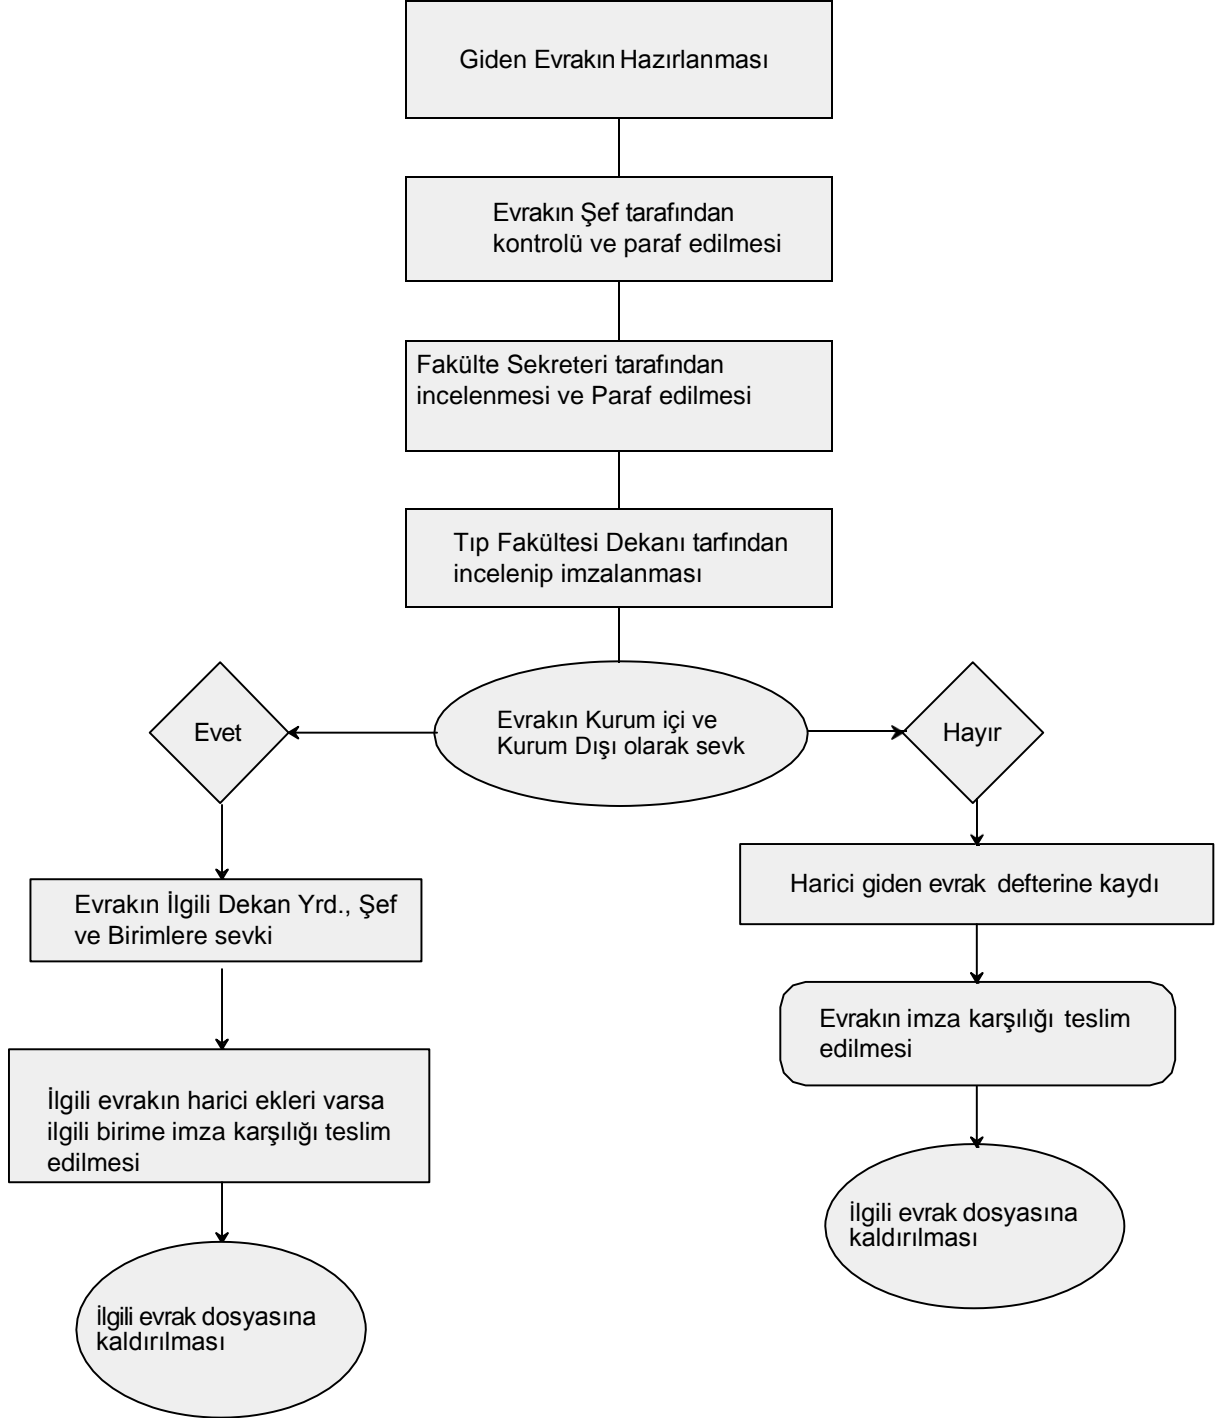 Giden Evrakın Hazırlanması
Evrakın Şef tarafından
kontrolü ve paraf edilmesi
Fakülte Sekreteri tarafından
incelenmesi ve Paraf edilmesi
Tıp Fakültesi Dekanı tarfından
incelenip imzalanması
Evrakın Kurum içi ve
Kurum Dışı olarak sevk
Evet
Hayır
Evrakın İlgili Dekan Yrd., Şef
ve Birimlere sevki
İlgili evrakın harici ekleri varsa
ilgili birime imza karşılığı teslim
edilmesi
İlgili evrak dosyasına
kaldırılması
Harici giden evrak defterine kaydı
Evrakın imza karşılığı teslim
edilmesi
İlgili evrak dosyasına
kaldırılması